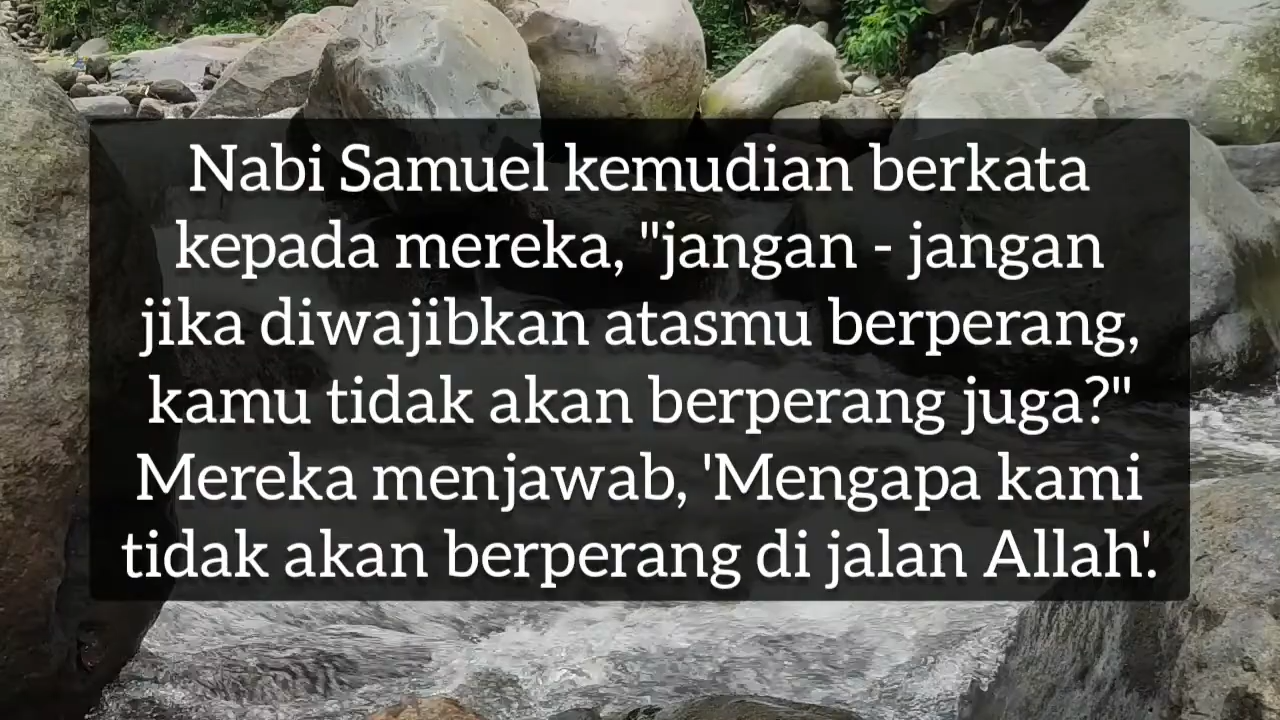 Nabi Samuel kemudian berkata
kepada mereka, "jangan - jangan
jika diwajibkan atasmu berperang,
kamu tidak akan berperang juga?"
Mereka menjawab, 'Mengapa kami
tidak akan berperang di jalan Allah'.